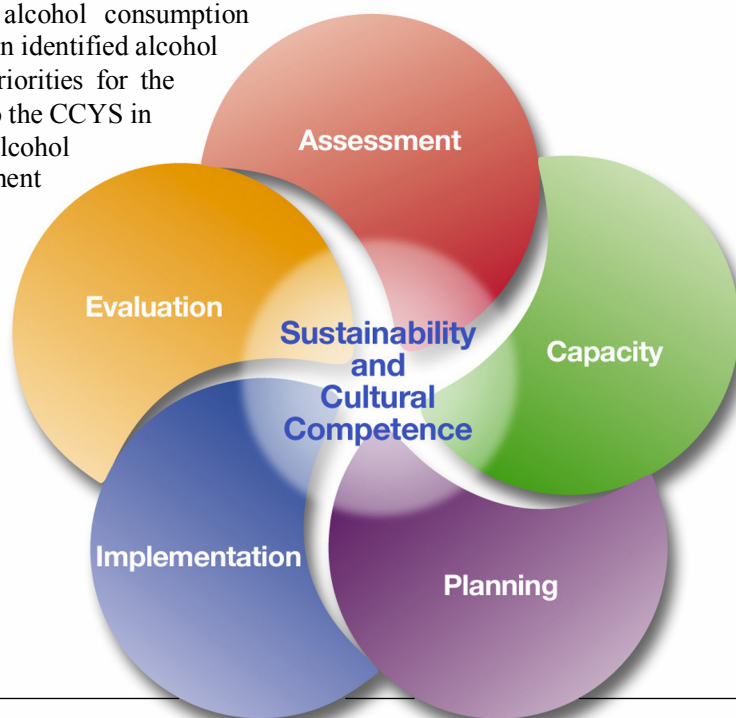 alcohol consumption
n identified alcohol
riorities for the
the CCYS in
lcohol
ment
Assessment
Evaluation
Capacity
Sustainability
and
Cultural
Competence
Implementation
Planning